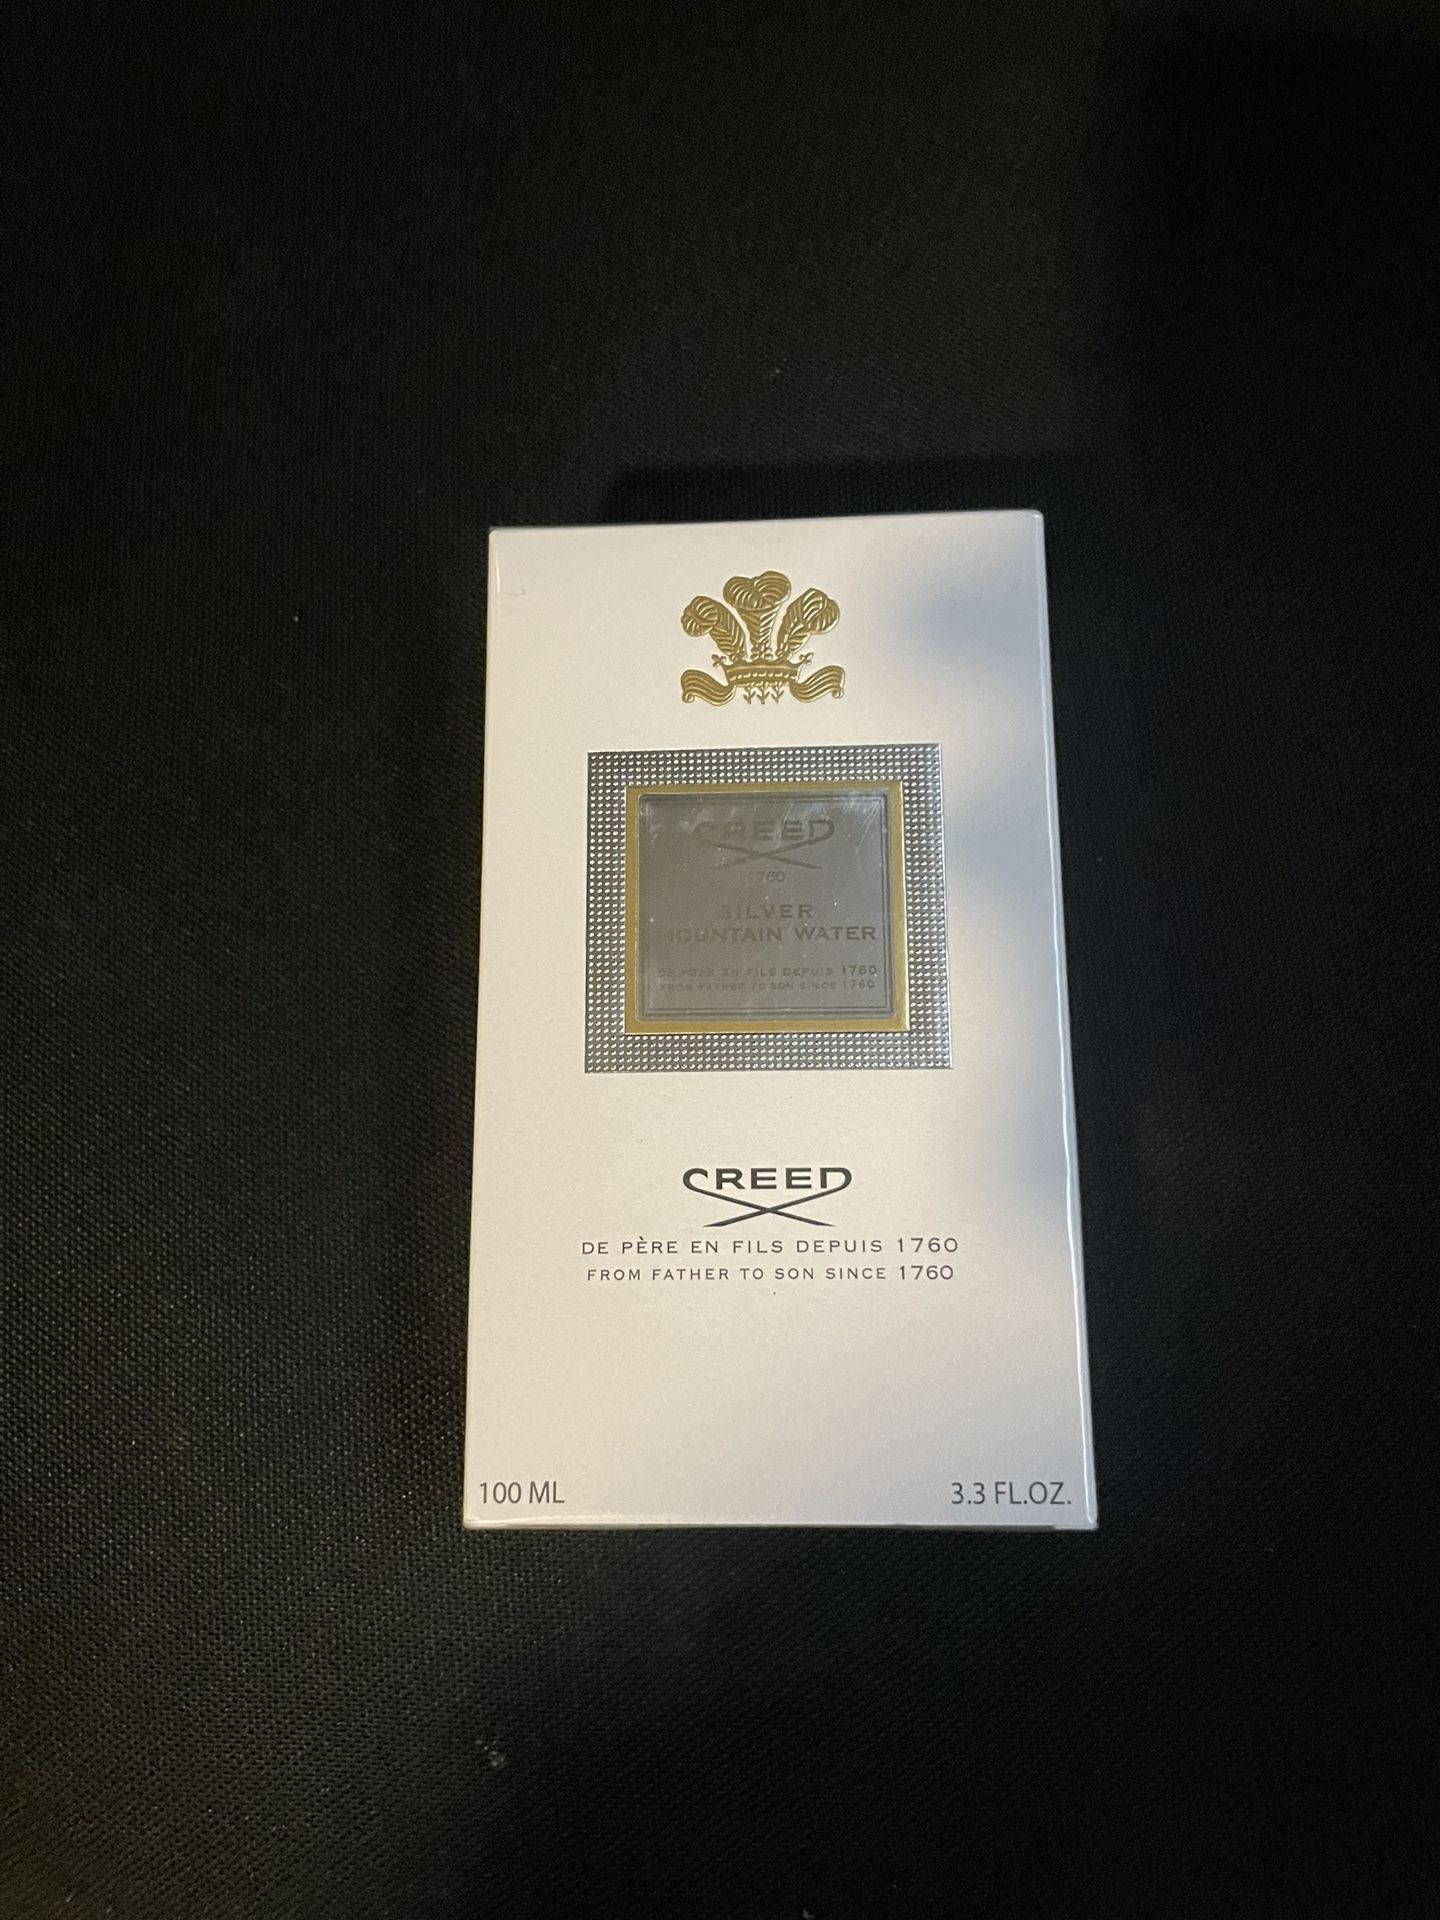 CREED
1760
SILVER
MOUNTAIN WATER
DE PÈRE EN FILS DEPUIS 1760
FROM FATHER TO SON SINCE 1760
CREED
DE PÈRE EN FILS DEPUIS 1760
FROM FATHER TO SON SINCE 1760
100 ML
3.3 FL.OZ.